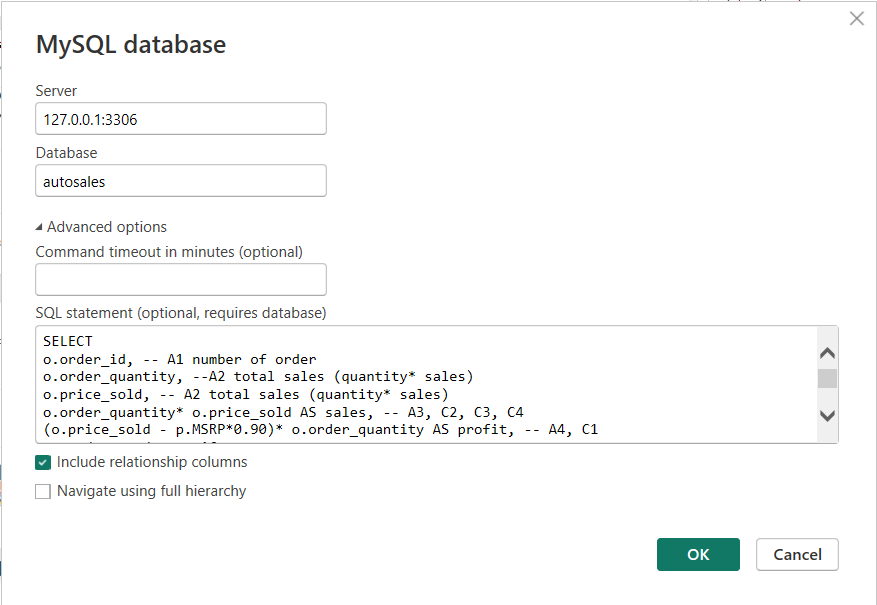 MySQL database
Server
127.0.0.1:3306
Database
autosales
Advanced options
Command timeout in minutes (optional)
SQL statement (optional, requires database)
SELECT
o.order_id, -- A1 number of order
o.order_quantity, --A2 total sales (quantity* sales)
o.price_sold, -- A2 total sales (quantity* sales)
o.order_quantity* o.price_sold AS sales, -- A3, C2, C3, C4
(o.price_sold - p.MSRP*0.90)* o.order_quantity AS profit, -- A4, C1
Include relationship columns
Navigate using full hierarchy
OK
Cancel